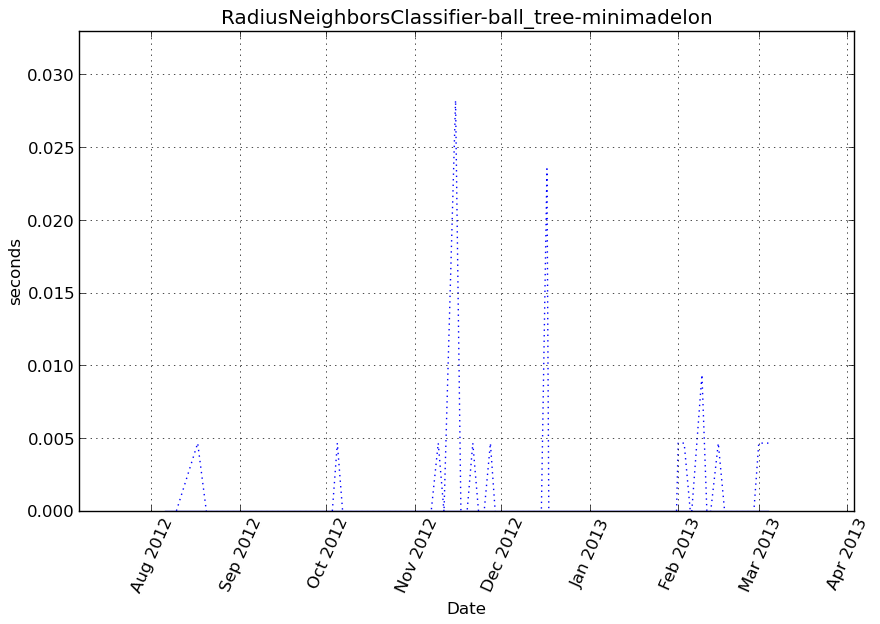 RadiusNeighborsClassifier-ball_tree-minimadelon
0.030
0.025
0.020
0.015
0.010
0.005
0.000
seconds
Aug 2012
Sep 2012
Oct 2012
Nov 2012
Dec 2012
Jan 2013
Feb 2013
Mar 2013
Apr 2013
Date